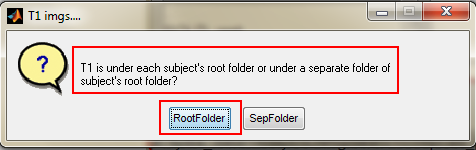 T1 imgs....
T1 is under each subject's root folder or under a separate folder of
subject's root folder?
RootFolder SepFolder